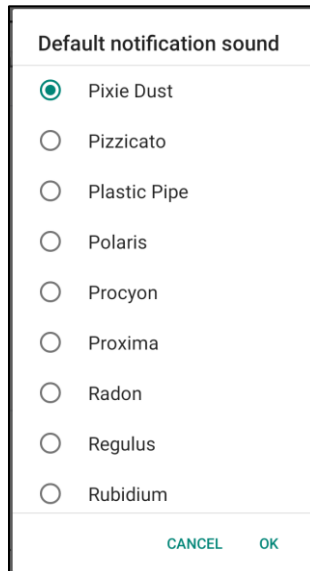 Default notification sound
Pixie Dust
Pizzicato
Plastic Pipe
Polaris
Procyon
Proxima
Radon
Regulus
Rubidium
CANCEL OK